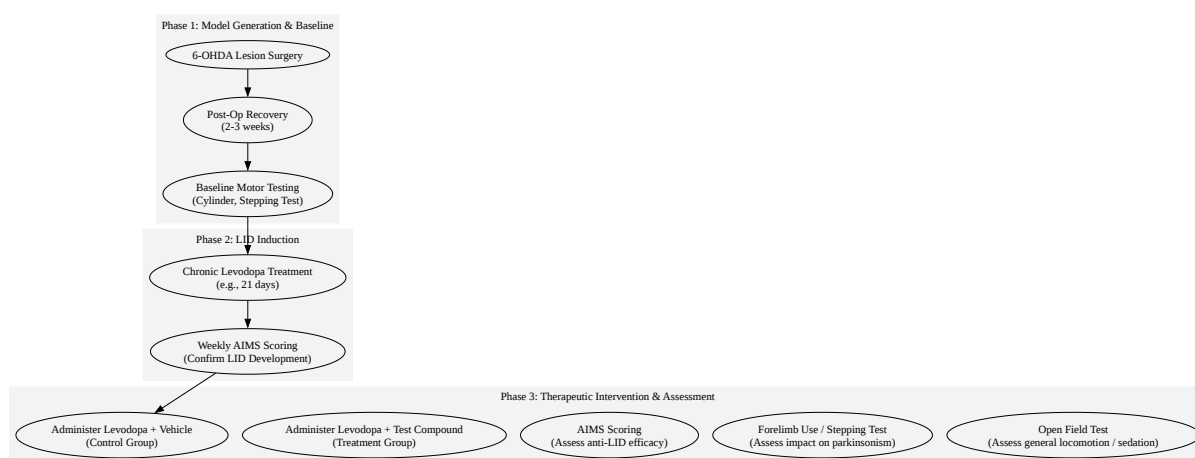 Phase 1: Model Generation & Baseline
6-OHDA Lesion Surgery
Post-Op Recovery
(2-3 weeks)
Baseline Motor Testing
(Cylinder, Stepping Test)
Phase 2: LID Induction
Chronic Levodopa Treatment
(e.g., 21 days)
Weekly AIMS Scoring
(Confirm LID Development)
Phase 3: Therapeutic Intervention & Assessment
Administer Levodopa + Vehicle
(Control Group)
Administer Levodopa + Test Compound
(Treatment Group)
AIMS Scoring
(Assess anti-LID efficacy)
Forelimb Use / Stepping Test
(Assess impact on parkinsonism)
Open Field Test
(Assess general locomotion / sedation)